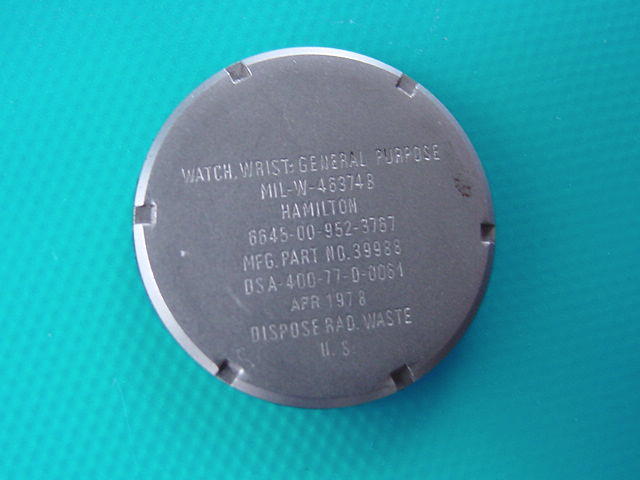 WATCH, WRIST: GENERAL PURPOSE
MIL-W-46374B
HAMILTON
6645-00-952-3767
MFG. PART NO. 39988
DSA-400-77-D-0061
APR 1978
DISPOSE RAD. WASTE
U. S.